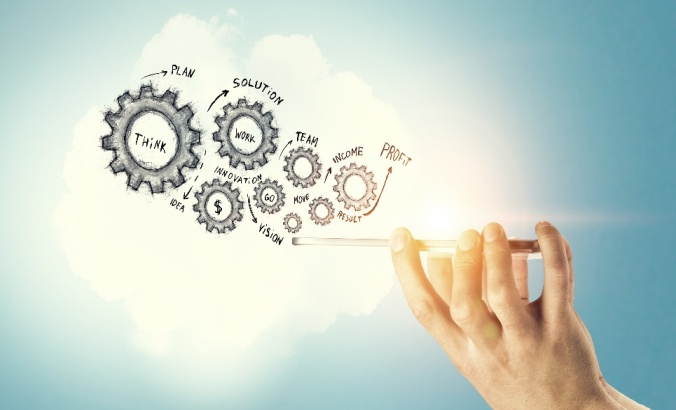 PLAN
SOLUTION
THINK
WORK
TEAM
INCOME
PROFIT
INNOVATION
IDEA
$
GO
MOVE
RESULT
VISION